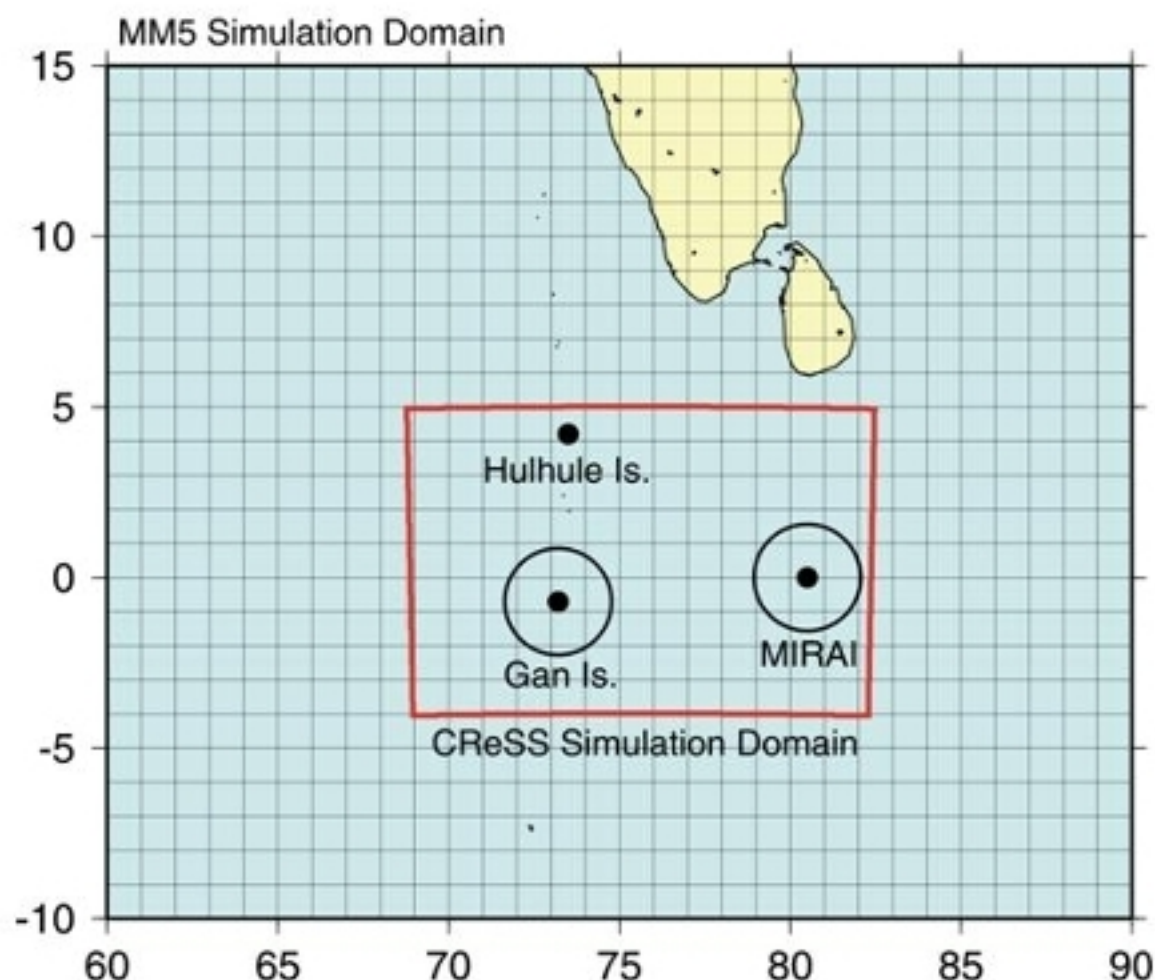 MM5 Simulation Domain
15
10
5
Hulhule Is.
0
MIRAI
Gan Is.
CReSS Simulation Domain
-5
-10
60 65 70 75 80 85 90